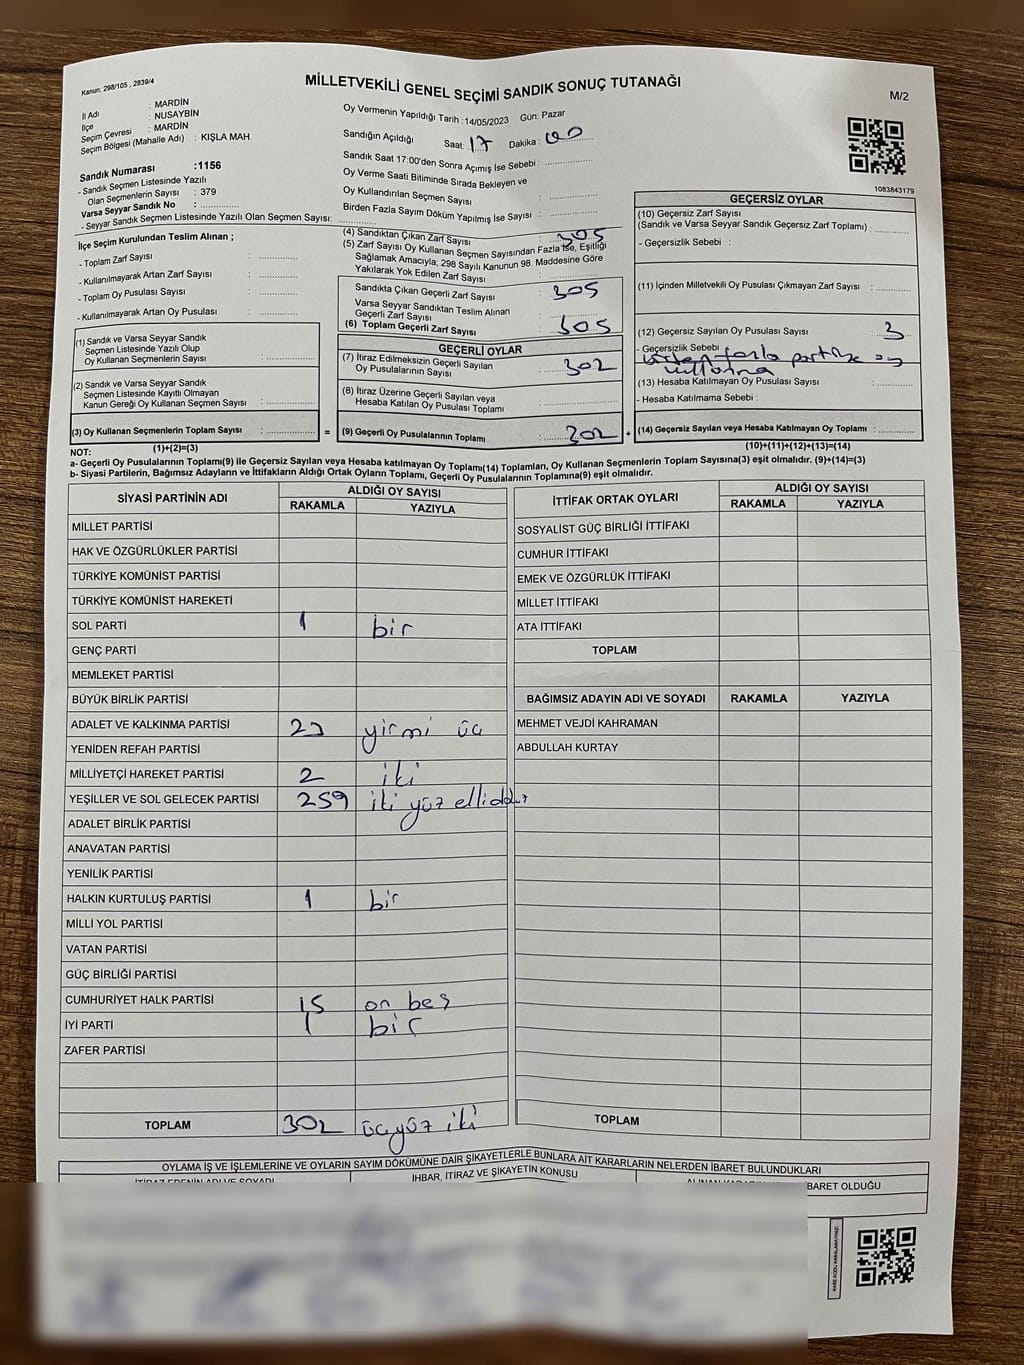 Kanun, 298/105 , 2839/4
MİLLETVEKİLİ GENEL SEÇİMİ SANDIK SONUÇ TUTANAĞI
M/2
İl Adı : MARDİN
İlçe : NUSAYBİN
Seçim Çevresi : MARDİN
Seçim Bölgesi (Mahalle Adı) : KIŞLA MAH.
Sandık Numarası :1156
- Sandık Seçmen Listesinde Yazılı
Olan Seçmenlerin Sayısı : 379
Varsa Seyyar Sandık No :
- Seyyar Sandık Seçmen Listesinde Yazılı Olan Seçmen Sayısı:
Oy Vermenin Yapıldığı Tarih :14/05/2023 Gün: Pazar
Sandığın Açıldığı Saat: 17 Dakika : 00
Sandık Saat 17:00'den Sonra Açımış İse Sebebi :
Oy Verme Saati Bitiminde Sırada Bekleyen ve
Oy Kullandırılan Seçmen Sayısı :
Birden Fazla Sayım Döküm Yapılmış İse Sayısı :
1083843179
İlçe Seçim Kurulundan Teslim Alınan ;
- Toplam Zarf Sayısı :
- Kullanılmayarak Artan Zarf Sayısı :
- Toplam Oy Pusulası Sayısı :
- Kullanılmayarak Artan Oy Pusulası :
(1) Sandık ve Varsa Seyyar Sandık
Seçmen Listesinde Yazılı Olup
Oy Kullanan Seçmenlerin Sayısı :
(2) Sandık ve Varsa Seyyar Sandık
Seçmen Listesinde Kayıtlı Olmayan
Kanun Gereği Oy Kullanan Seçmen Sayısı :
(3) Oy Kullanan Seçmenlerin Toplam Sayısı :
(1)+(2)=(3)
(4) Sandıktan Çıkan Zarf Sayısı : 305
(5) Zarf Sayısı Oy Kullanan Seçmen Sayısından Fazla İse, Eşitliği
Sağlamak Amacıyla; 298 Sayılı Kanunun 98. Maddesine Göre
Yakılarak Yok Edilen Zarf Sayısı :
Sandıkta Çıkan Geçerli Zarf Sayısı : 305
Varsa Seyyar Sandıktan Teslim Alınan
Geçerli Zarf Sayısı :
(6) Toplam Geçerli Zarf Sayısı : 305
GEÇERLİ OYLAR
(7) İtiraz Edilmeksizin Geçerli Sayılan
Oy Pusulalarının Sayısı : 302
(8) İtiraz Üzerine Geçerli Sayılan veya
Hesaba Katılan Oy Pusulası Toplamı :
= (9) Geçerli Oy Pusulalarının Toplamı : 302 +
GEÇERSİZ OYLAR
(10) Geçersiz Zarf Sayısı
(Sandık ve Varsa Seyyar Sandık Geçersiz Zarf Toplamı) :
- Geçersizlik Sebebi :
(11) İçinden Milletvekili Oy Pusulası Çıkmayan Zarf Sayısı :
(12) Geçersiz Sayılan Oy Pusulası Sayısı : 3
- Geçersizlik Sebebi
birden fazla partiye oy
(13) Hesaba Katılmayan Oy Pusulası Sayısı :
- Hesaba Katılmama Sebebi :
(14) Geçersiz Sayılan veya Hesaba Katılmayan Oy Toplamı :
(10)+(11)+(12)+(13)=(14)
NOT:
a- Geçerli Oy Pusulalarının Toplamı(9) ile Geçersiz Sayılan veya Hesaba katılmayan Oy Toplamı(14) Toplamları, Oy Kullanan Seçmenlerin Toplam Sayısına(3) eşit olmalıdır. (9)+(14)=(3)
b- Siyasi Partilerin, Bağımsız Adayların ve İttifakların Aldığı Ortak Oyların Toplamı, Geçerli Oy Pusulalarının Toplamına(9) eşit olmalıdır.
SİYASİ PARTİNİN ADI ALDIĞI OY SAYISI
RAKAMLA YAZIYLA
MİLLET PARTİSİ
HAK VE ÖZGÜRLÜKLER PARTİSİ
TÜRKİYE KOMÜNİST PARTİSİ
TÜRKİYE KOMÜNİST HAREKETİ
SOL PARTİ 1 bir
GENÇ PARTİ
MEMLEKET PARTİSİ
BÜYÜK BİRLİK PARTİSİ
ADALET VE KALKINMA PARTİSİ 23 yirmi üç
YENİDEN REFAH PARTİSİ
MİLLİYETÇİ HAREKET PARTİSİ 2 iki
YEŞİLLER VE SOL GELECEK PARTİSİ 259 iki yüz
ADALET BİRLİK PARTİSİ
ANAVATAN PARTİSİ
YENİLİK PARTİSİ
HALKIN KURTULUŞ PARTİSİ 1 bir
MİLLİ YOL PARTİSİ
VATAN PARTİSİ
GÜÇ BİRLİĞİ PARTİSİ
CUMHURİYET HALK PARTİSİ 15 on beş
İYİ PARTİ 1 bir
ZAFER PARTİSİ
TOPLAM 302 üçyüz iki
İTTİFAK ORTAK OYLARI ALDIĞI OY SAYISI
RAKAMLA YAZIYLA
SOSYALİST GÜÇ BİRLİĞİ İTTİFAKI
CUMHUR İTTİFAKI
EMEK VE ÖZGÜRLÜK İTTİFAKI
MİLLET İTTİFAKI
ATA İTTİFAKI
TOPLAM
BAĞIMSIZ ADAYIN ADI VE SOYADI RAKAMLA YAZIYLA
MEHMET VEJDİ KAHRAMAN
ABDULLAH KURTAY
TOPLAM
OYLAMA İŞ VE İŞLEMLERİNE VE OYLARIN SAYIM DÖKÜMÜNE DAİR ŞİKAYETLERLE BUNLARA AİT KARARLARIN NELERDEN İBARET BULUNDUKLARI
İTİRAZ EDENİN ADI VE SOYADI İHBAR, İTİRAZ VE ŞİKAYETİN KONUSU BARET OLDUĞU